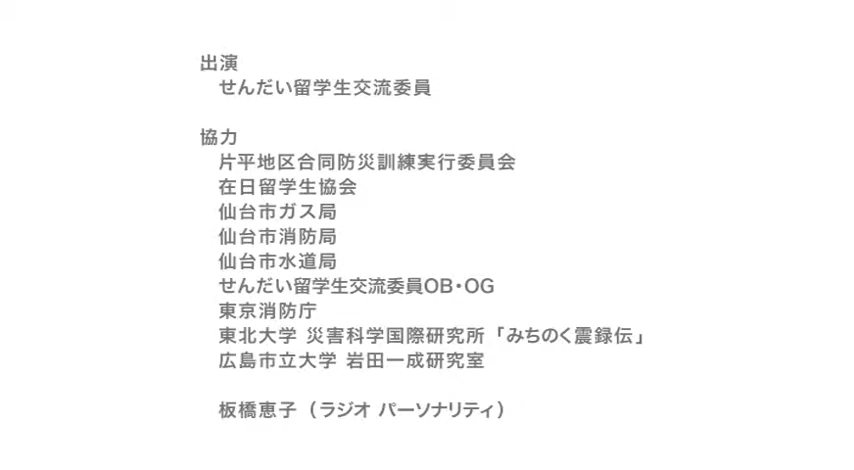 出演
せんだい留学生交流委員
協力
片平地区合同防災訓練実行委員会
在日留学生協会
仙台市ガス局
仙台市消防局
仙台市水道局
せんだい留学生交流委員OB・OG
東京消防庁
東北大学 災害科学国際研究所 「みちのく震録伝」
広島市立大学 岩田一成研究室
板橋恵子（ラジオ パーソナリティ）